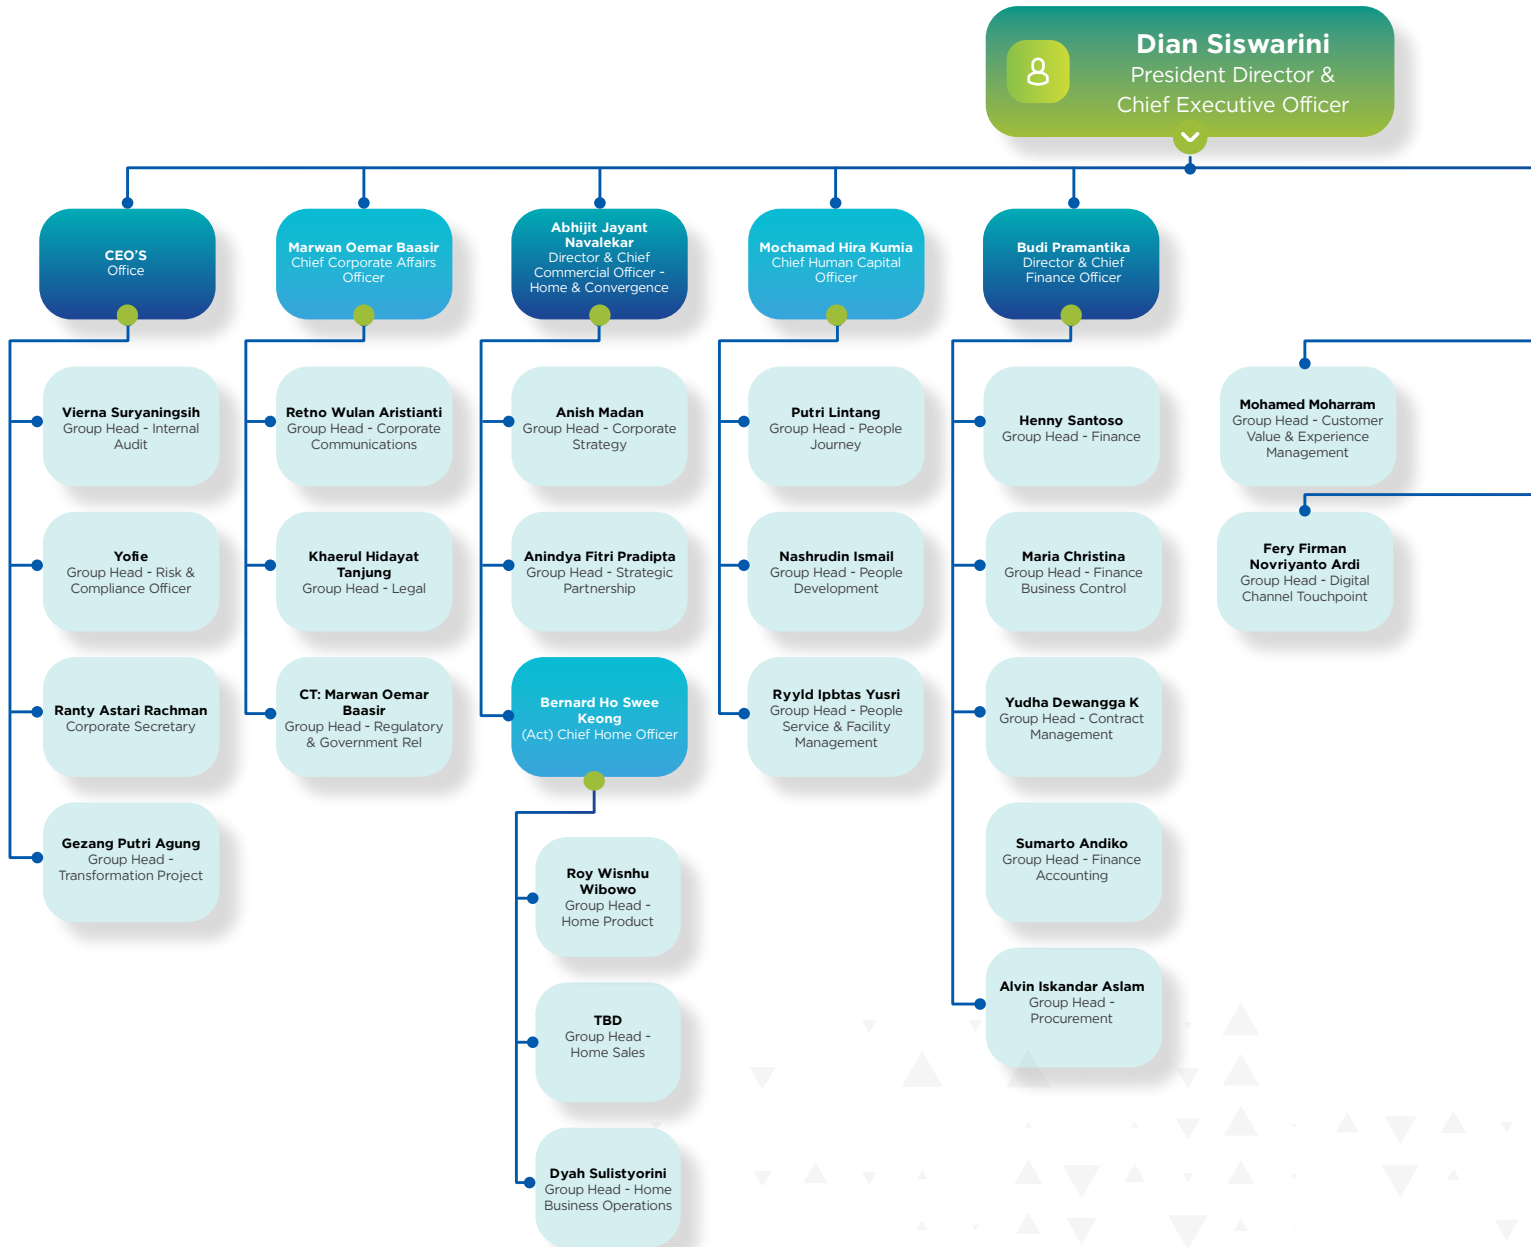 Dian Siswarini
President Director &
Chief Executive Officer
CEO'S
Office
Marwan Oemar Baasir
Chief Corporate Affairs
Officer
Abhijit Jayant
Navalekar
Director & Chief
Commercial Officer -
Home & Convergence
Mochamad Hira Kurnia
Chief Human Capital
Officer
Budi Pramantika
Director & Chief
Finance Officer
Vierna Suryaningsih
Group Head - Internal
Audit
Yofie
Group Head - Risk &
Compliance Officer
Ranty Astari Rachman
Corporate Secretary
Gezang Putri Agung
Group Head -
Transformation Project
Retno Wulan Aristianti
Group Head - Corporate
Communications
Khaerul Hidayat
Tanjung
Group Head - Legal
CT: Marwan Oemar
Baasir
Group Head - Regulatory
& Government Rel
Anish Madan
Group Head - Corporate
Strategy
Anindya Fitri Pradipta
Group Head - Strategic
Partnership
Bernard Ho Swee
Keong
(Act) Chief Home Officer
Roy Wisnhu
Wibowo
Group Head -
Home Product
TBD
Group Head -
Home Sales
Dyah Sulistyorini
Group Head - Home
Business Operations
Putri Lintang
Group Head - People
Journey
Nashrudin Ismail
Group Head - People
Development
Ryyld Ipbtas Yusri
Group Head - People
Service & Facility
Management
Henny Santoso
Group Head - Finance
Maria Christina
Group Head - Finance
Business Control
Yudha Dewangga K
Group Head - Contract
Management
Sumarto Andiko
Group Head - Finance
Accounting
Alvin Iskandar Aslam
Group Head -
Procurement
Mohamed Moharram
Group Head - Customer
Value & Experience
Management
Fery Firman
Novriyanto Ardi
Group Head - Digital
Channel Touchpoint